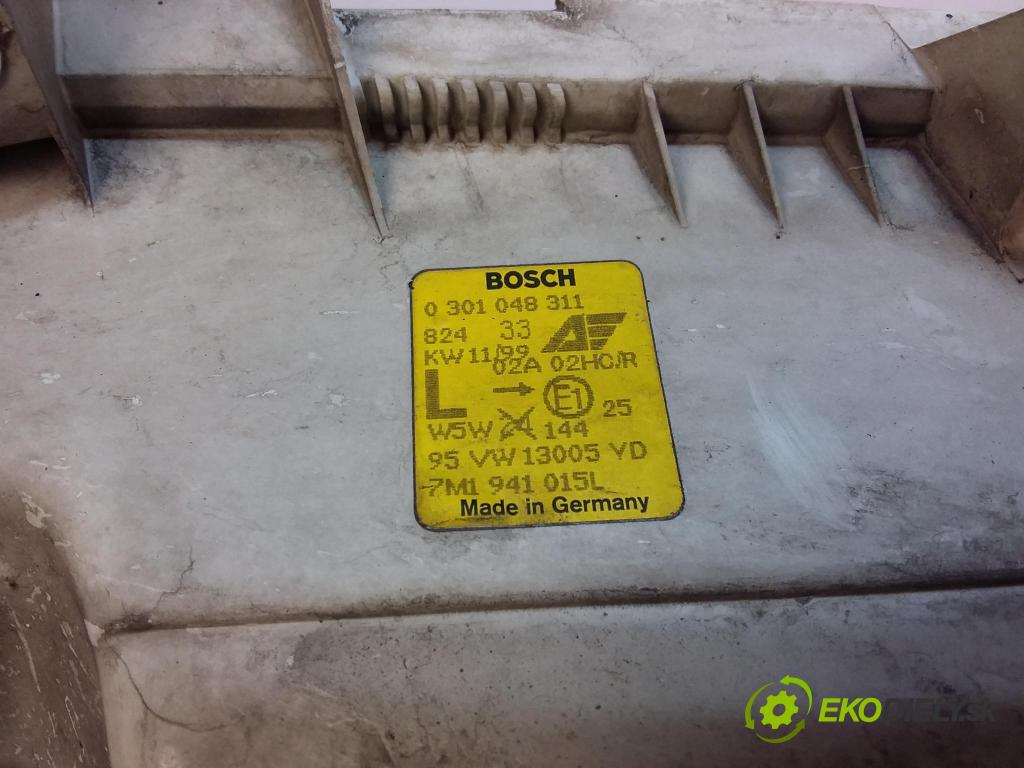 BOSCH
0 301 048 311
824 33
KW 11/99
02A 02HC/R
L E1 25
W5W 144
95 VW 13005 YD
7M1 941 015L
Made in Germany
EKODIELY.SK